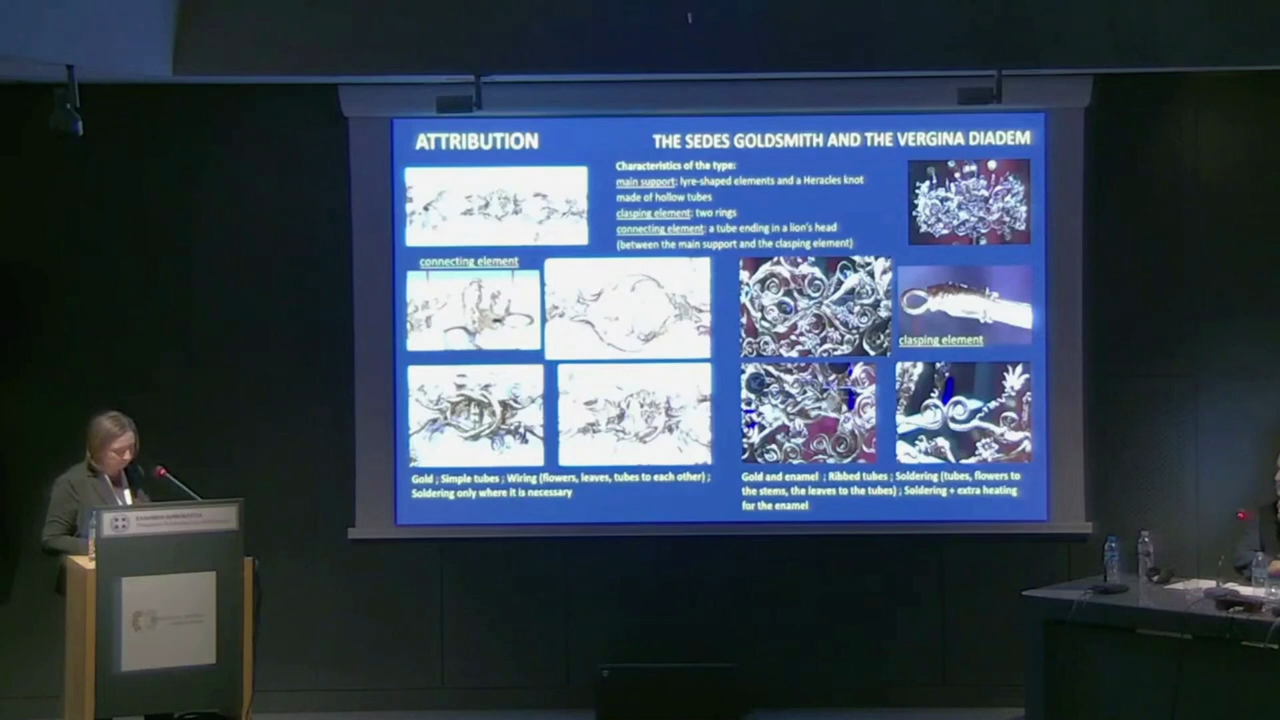 ATTRIBUTION
THE SEDES GOLDSMITH AND THE VERGINA DIADEM
Characteristics of the type:
main support: lyre-shaped elements and a Heracles knot
made of hollow tubes
clasping element: two rings
connecting element: a tube ending in a lion's head
(between the main support and the clasping element)
connecting element
clasping element
Gold ; Simple tubes ; Wiring (flowers, leaves, tubes to each other) ;
Soldering only where it is necessary
Gold and enamel ; Ribbed tubes ; Soldering (tubes, flowers to
the stems, the leaves to the tubes) ; Soldering + extra heating
for the enamel